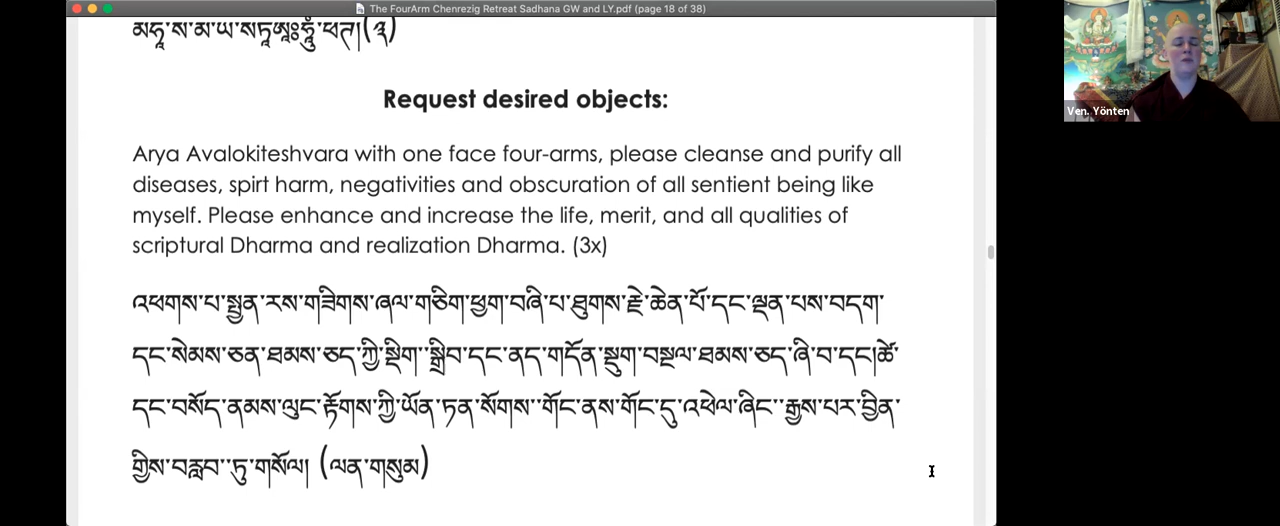 The FourArm Chenrezig Retreat Sadhana GW and LY.pdf (page 18 of 38)
མཧཱ་ས་མ་ཡ་སཏྭ་ཨཱཿཧཱུྃ་ཕཊ།(༣)
Request desired objects:
Arya Avalokiteshvara with one face four-arms, please cleanse and purify all
diseases, spirt harm, negativities and obscuration of all sentient being like
myself. Please enhance and increase the life, merit, and all qualities of
scriptural Dharma and realization Dharma. (3x)
འཕགས་པ་སྤྱན་རས་གཟིགས་ཞལ་གཅིག་ཕྱག་བཞི་པ་ཐུགས་རྗེ་ཆེན་པོ་དང་ལྡན་པས་བདག་
དང་སེམས་ཅན་ཐམས་ཅད་ཀྱི་སྡིག་་སྒྲིབ་དང་ནད་གདོན་སྡུག་བསྔལ་ཐམས་ཅད་ཞི་བ་དང།ཚེ་
དང་བསོད་ནམས་ལུང་རྟོགས་ཀྱི་ཡོན་ཏན་སོགས་་གོང་ནས་གོང་དུ་འཕེལ་ཞིང་་རྒྱས་པར་བྱིན་
གྱིས་བརླབ་་ཏུ་གསོལ། (ལན་གསུམ)
Ven. Yönten